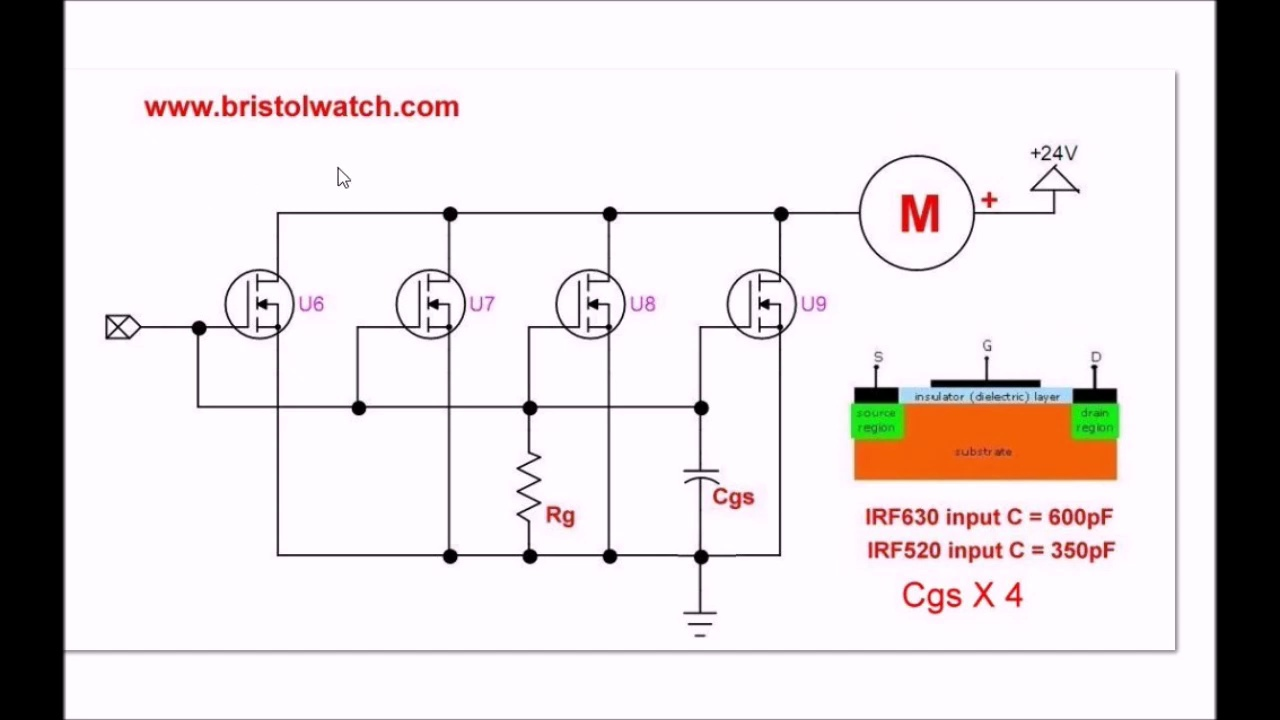 www.bristolwatch.com
+24V
M +
U6 U7 U8 U9
G
S D
insulator (dielectric) layer
source region
drain region
substrate
Rg
Cgs
IRF630 input C = 600pF
IRF520 input C = 350pF
Cgs X 4